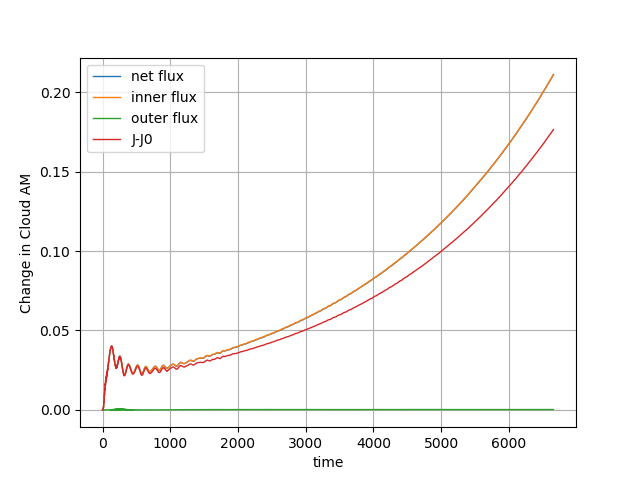 net flux
inner flux
outer flux
J-J0
Change in Cloud AM
0.20
0.15
0.10
0.05
0.00
0 1000 2000 3000 4000 5000 6000
time